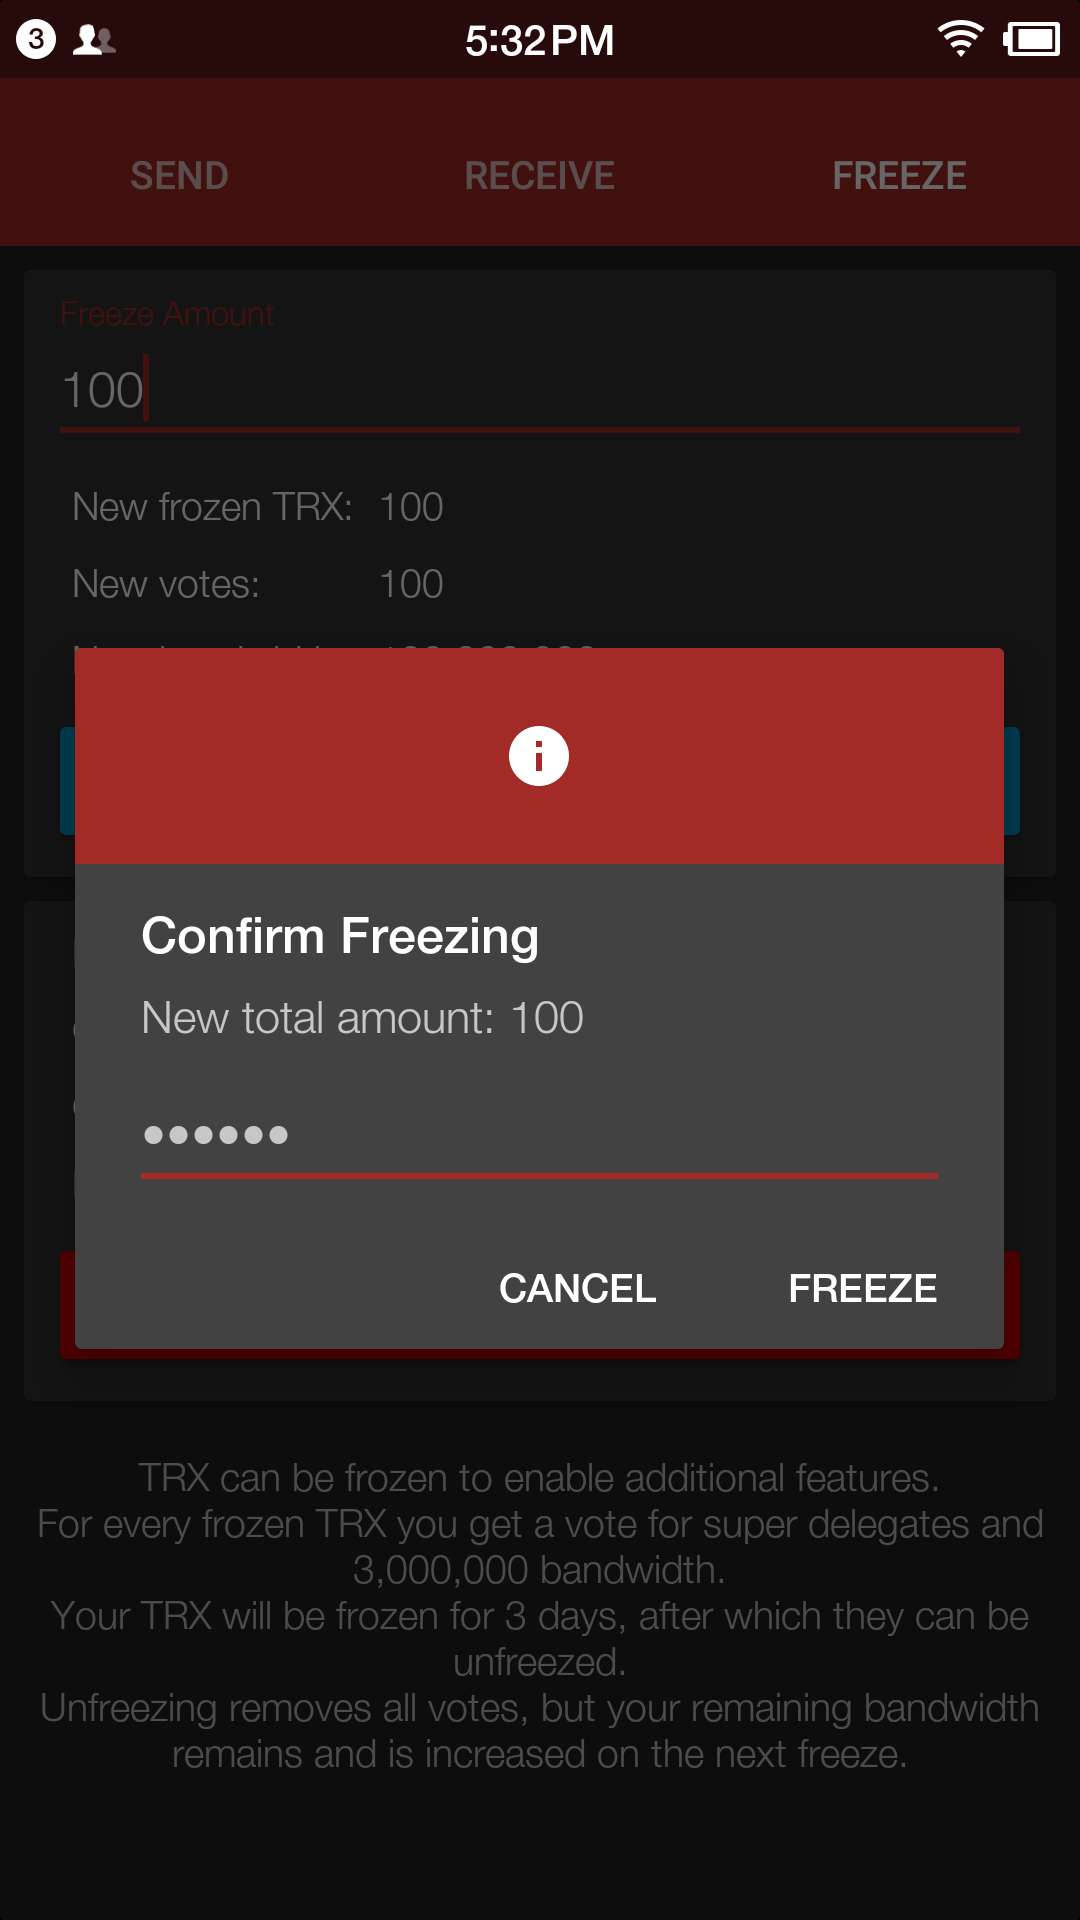 3
5:32 PM
SEND RECEIVE FREEZE
Freeze Amount
100
New frozen TRX: 100
New votes: 100
Confirm Freezing
New total amount: 100
••••••
CANCEL FREEZE
TRX can be frozen to enable additional features.
For every frozen TRX you get a vote for super delegates and
3,000,000 bandwidth.
Your TRX will be frozen for 3 days, after which they can be
unfreezed.
Unfreezing removes all votes, but your remaining bandwidth
remains and is increased on the next freeze.